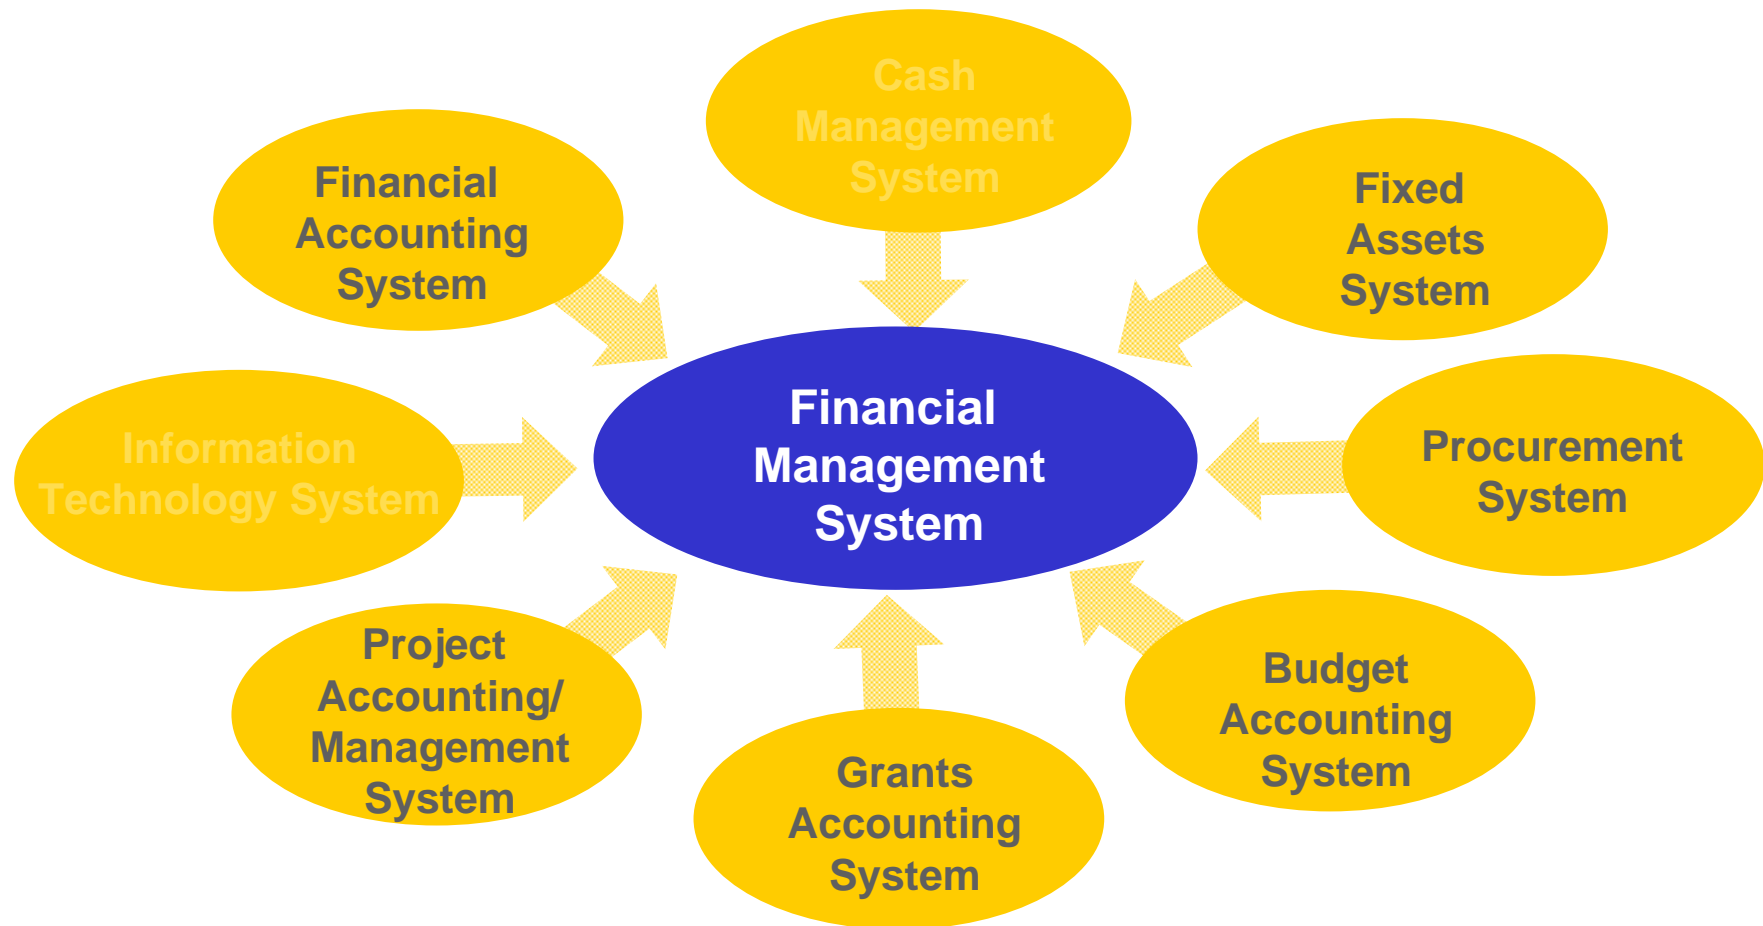 Cash
Management
System
Financial
Accounting
System
Fixed
Assets
System
Information
Technology System
Financial
Management
System
Procurement
System
Project
Accounting/
Management
System
Grants
Accounting
System
Budget
Accounting
System